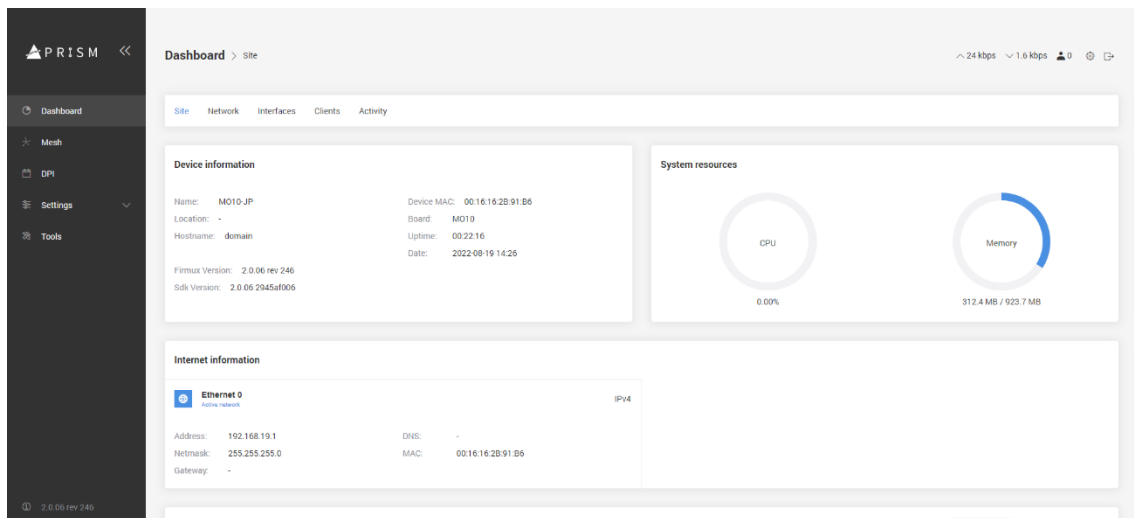 PRISM
Dashboard > Site
24 kbps 1.6 kbps 0
Dashboard
Mesh
DPI
Settings
Tools
2.0.06 rev 246
Site Network Interfaces Clients Activity
Device information
Name: MO10-JP
Location: -
Hostname: domain
Firmux Version: 2.0.06 rev 246
Sdk Version: 2.0.06 2945af006
Device MAC: 00:16:16:2B:91:B6
Board: MO10
Uptime: 00:22:16
Date: 2022-08-19 14:26
System resources
CPU
0.00%
Memory
312.4 MB / 923.7 MB
Internet information
Ethernet 0
Active network
IPv4
Address: 192.168.19.1
Netmask: 255.255.255.0
Gateway: -
DNS: -
MAC: 00:16:16:2B:91:B6